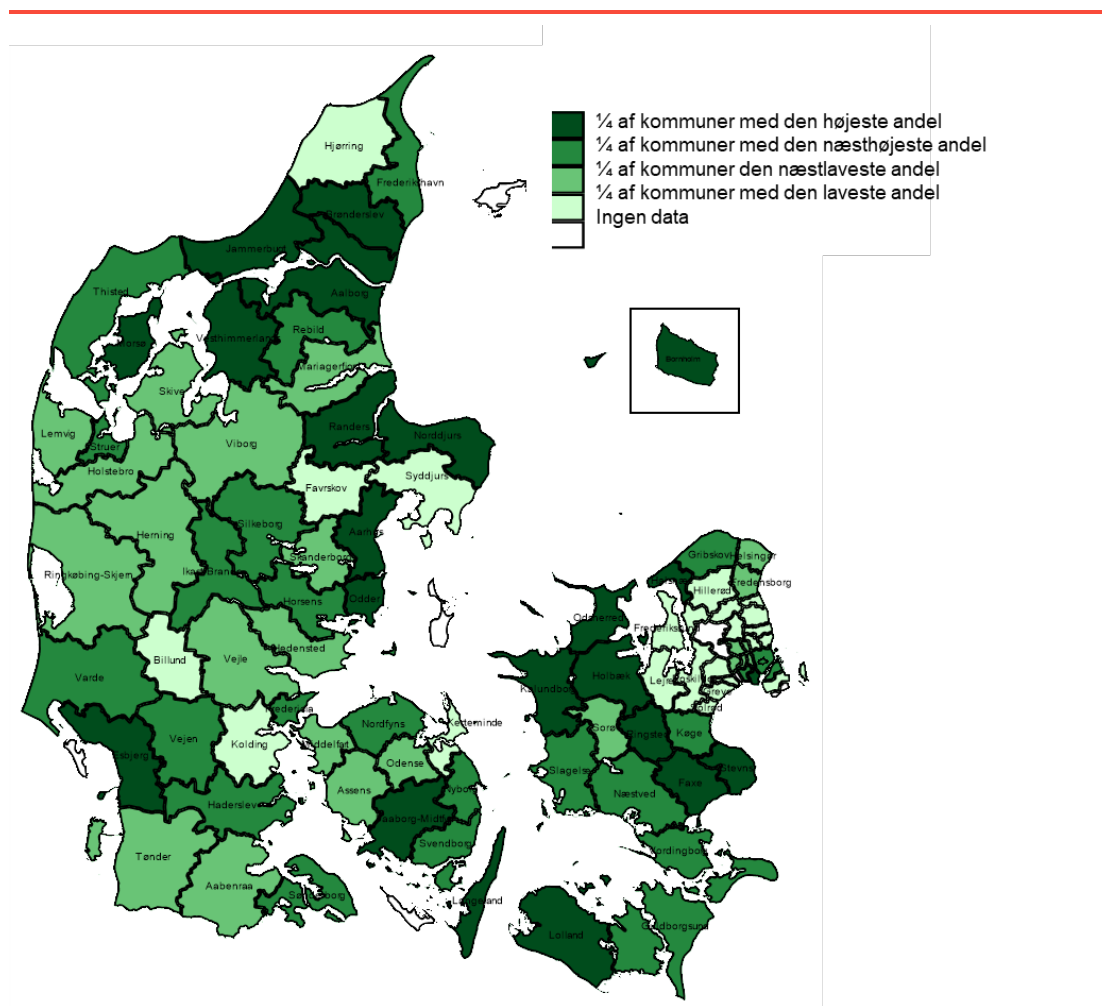 ¼ af kommuner med den højeste andel
¼ af kommuner med den næsthøjeste andel
¼ af kommuner den næstlaveste andel
¼ af kommuner med den laveste andel
Ingen data
Hjørring
Frederikshavn
Brønderslev
Jammerbugt
Thisted
Aalborg
Rebild
Vesthimmerland
Morsø
Mariagerfjord
Skive
Lemvig
Struer
Viborg
Randers
Norddjurs
Holstebro
Syddjurs
Favrskov
Herning
Silkeborg
Aarhus
Skanderborg
Ringkøbing-Skjern
Ikast-Brande
Horsens
Odder
Hedensted
Billund
Vejle
Varde
Fredericia
Vejen
Kolding
Esbjerg
Haderslev
Tønder
Aabenraa
Sønderborg
Middelfart
Nordfyns
Kerteminde
Odense
Assens
Nyborg
Faaborg-Midtfyn
Svendborg
Langeland
Bornholm
Gribskov
Helsingør
Fredensborg
Hillerød
Halsnæs
Frederikssund
Odsherred
Holbæk
Lejre
Roskilde
Greve
Solrød
Kalundborg
Sorø
Ringsted
Køge
Slagelse
Næstved
Faxe
Stevns
Vordingborg
Guldborgsund
Lolland